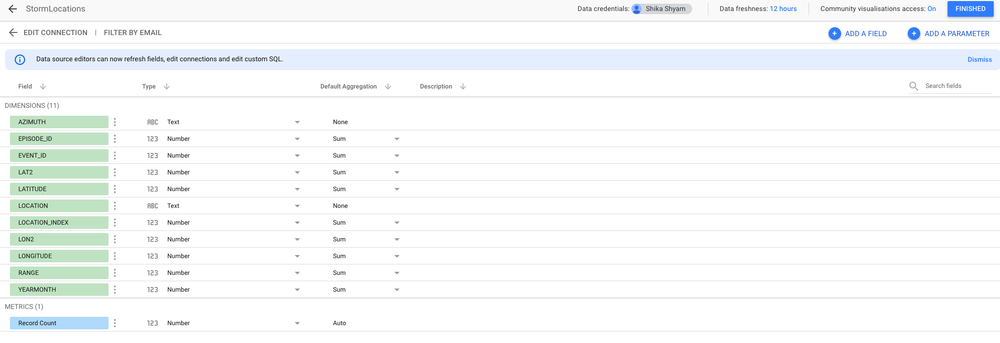 StormLocations Data credentials: Shika Shyam Data freshness: 12 hours Community visualisations access: On FINISHED
EDIT CONNECTION | FILTER BY EMAIL + ADD A FIELD + ADD A PARAMETER
Data source editors can now refresh fields, edit connections and edit custom SQL. Dismiss
Field Type Default Aggregation Description Search fields
DIMENSIONS (11)
AZIMUTH ABC Text None
EPISODE_ID 123 Number Sum
EVENT_ID 123 Number Sum
LAT2 123 Number Sum
LATITUDE 123 Number Sum
LOCATION ABC Text None
LOCATION_INDEX 123 Number Sum
LON2 123 Number Sum
LONGITUDE 123 Number Sum
RANGE 123 Number Sum
YEARMONTH 123 Number Sum
METRICS (1)
Record Count 123 Number Auto